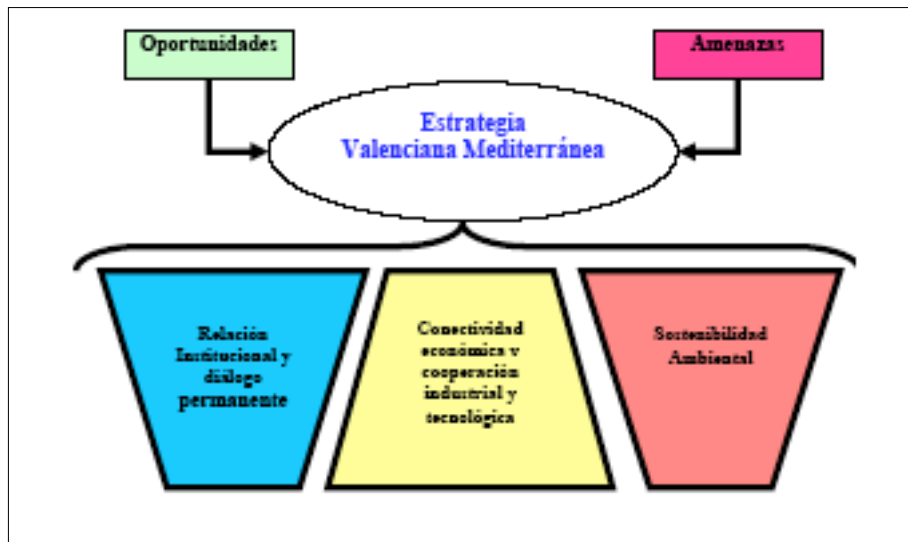 Oportunidades
Amenazas
Estrategia
Valenciana Mediterránea
Relación
Institucional y
diálogo
permanente
Conectividad
económica y
cooperación
industrial y
tecnológica
Sostenibilidad
Ambiental